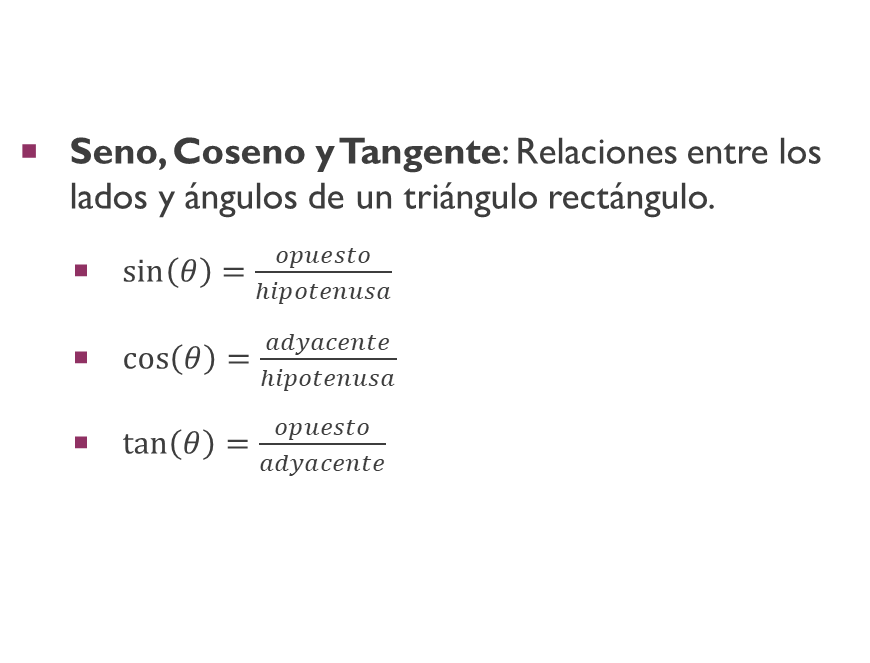 ▪ Seno, Coseno y Tangente: Relaciones entre los
lados y ángulos de un triángulo rectángulo.
▪ sin(θ) = opuesto/hipotenusa
▪ cos(θ) = adyacente/hipotenusa
▪ tan(θ) = opuesto/adyacente